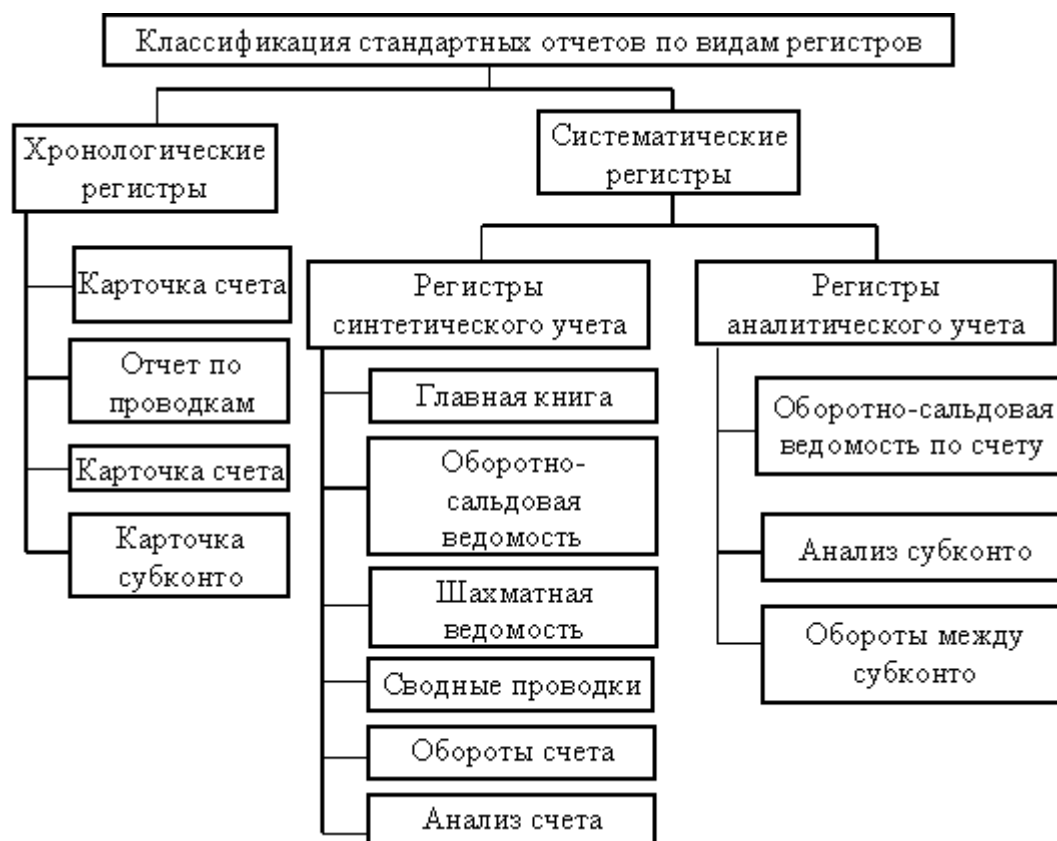 Классификация стандартных отчетов по видам регистров
Хронологические
регистры
Карточка счета
Отчет по
проводкам
Карточка счета
Карточка
субконто
Систематические
регистры
Регистры
синтетического учета
Главная книга
Оборотно-
сальдовая
ведомость
Шахматная
ведомость
Сводные проводки
Обороты счета
Анализ счета
Регистры
аналитического учета
Оборотно-сальдовая
ведомость по счету
Анализ субконто
Обороты между
субконто